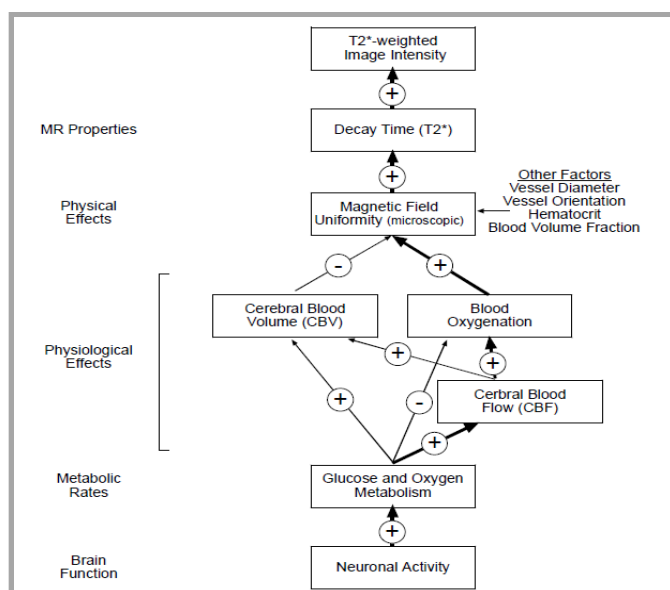 T2*-weighted
Image Intensity
+
MR Properties
Decay Time (T2*)
+
Physical
Effects
Magnetic Field
Uniformity (microscopic)
Other Factors
Vessel Diameter
Vessel Orientation
Hematocrit
Blood Volume Fraction
-
+
Cerebral Blood
Volume (CBV)
Blood
Oxygenation
Physiological
Effects
+
+
+
-
Cerbral Blood
Flow (CBF)
+
Metabolic
Rates
Glucose and Oxygen
Metabolism
+
Brain
Function
Neuronal Activity